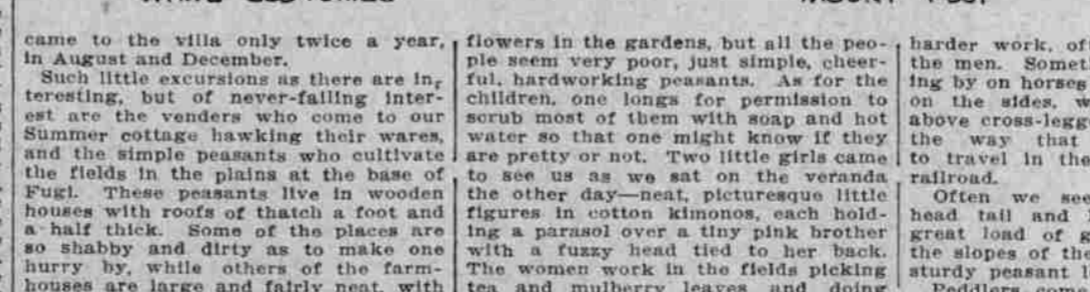 came to the villa only twice a year,
in August and December.
Such little excursions as there are in-
teresting, but of never-failing inter-
est are the venders who come to our
Summer cottage hawking their wares,
and the simple peasants who cultivate
the fields in the plains at the base of
Fugi. These peasants live in wooden
houses with roofs of thatch a foot and
a half thick. Some of the places are
so shabby and dirty as to make one
hurry by, while others of the farm-
houses are large and fairly neat, with
flowers in the gardens, but all the peo-
ple seem very poor, just simple, cheer-
ful, hardworking peasants. As for the
children, one longs for permission to
scrub most of them with soap and hot
water so that one might know if they
are pretty or not. Two little girls came
to see us as we sat on the veranda
the other day—neat, picturesque little
figures in cotton kimonos, each hold-
ing a parasol over a tiny pink brother
with a fuzzy head tied to her back.
The women work in the fields picking
tea and mulberry leaves and doing
harder work, of
the men. Somet
ing by on horseb
on the sides, w
above cross-legg
the way that
to travel in the
railroad.
Often we see
head tail and
great load of g
the slopes of the
sturdy peasant
Peddlers come